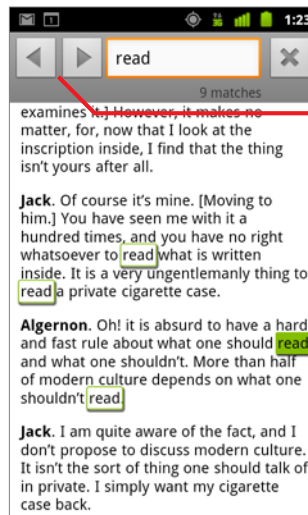 1:23
read
9 matches
examines it.] However, it makes no
matter, for, now that I look at the
inscription inside, I find that the thing
isn't yours after all.
Jack. Of course it's mine. [Moving to
him.] You have seen me with it a
hundred times, and you have no right
whatsoever to read what is written
inside. It is a very ungentlemanly thing to
read a private cigarette case.
Algernon. Oh! it is absurd to have a hard
and fast rule about what one should read
and what one shouldn't. More than half
of modern culture depends on what one
shouldn't read.
Jack. I am quite aware of the fact, and I
don't propose to discuss modern culture.
It isn't the sort of thing one should talk of
in private. I simply want my cigarette
case back.